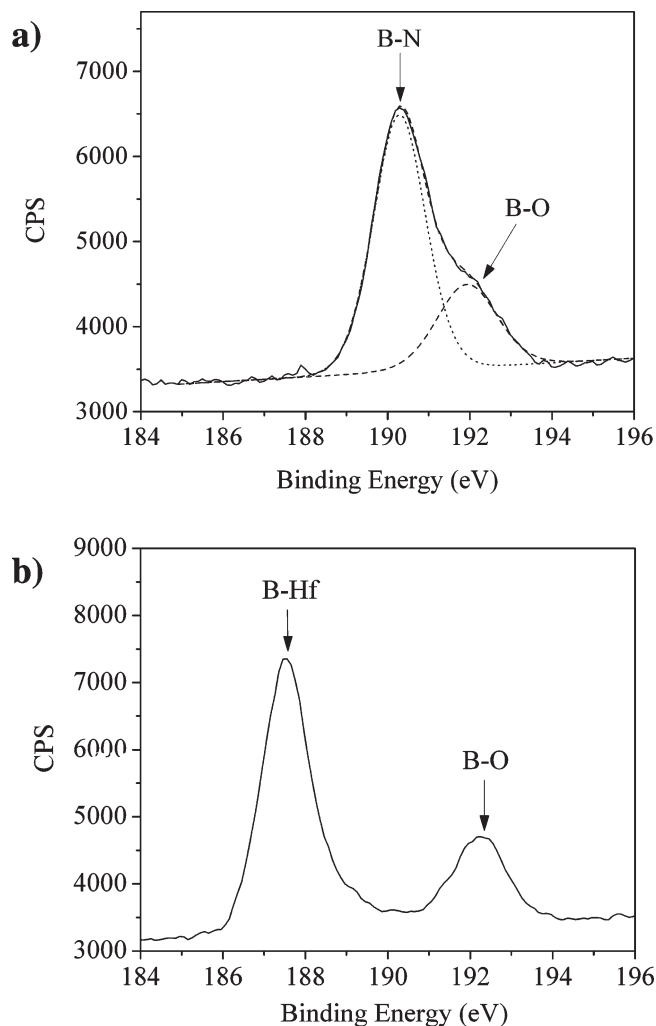 a)
B-N
B-O
CPS
7000
6000
5000
4000
3000
184 186 188 190 192 194 196
Binding Energy (eV)
b)
B-Hf
B-O
CPS
9000
8000
7000
6000
5000
4000
3000
184 186 188 190 192 194 196
Binding Energy (eV)